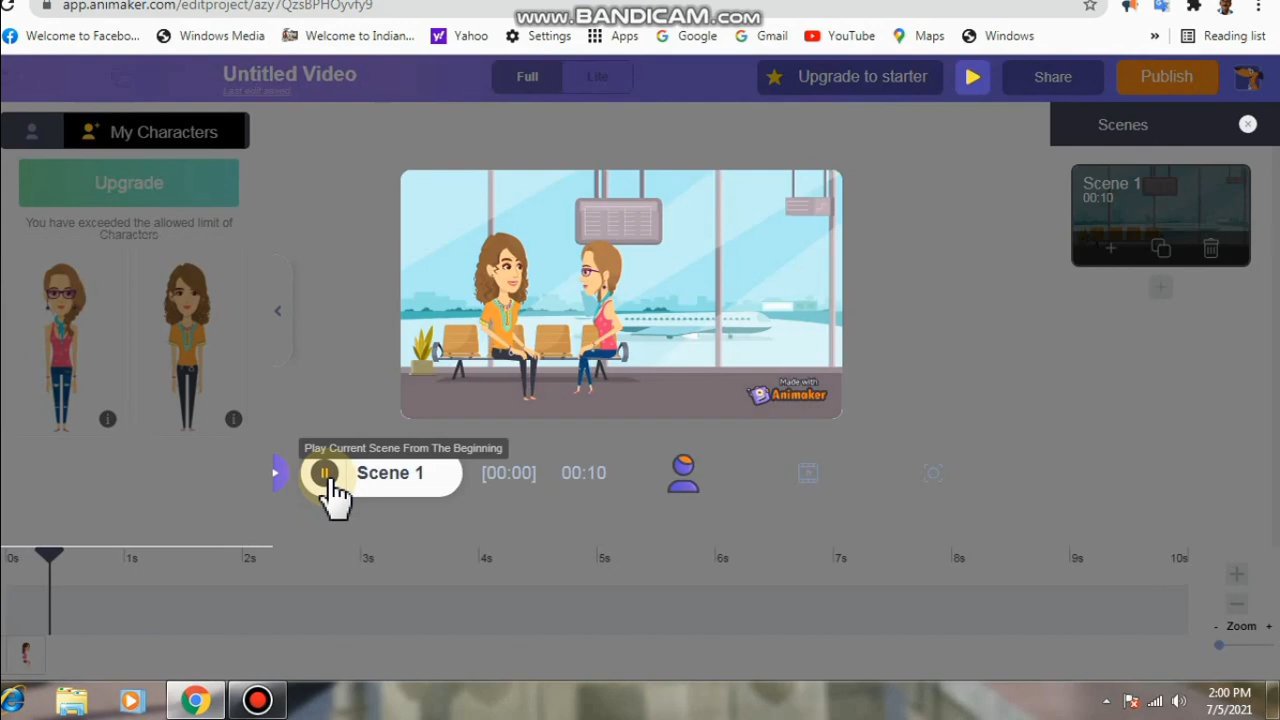 app.animaker.com/editproject/azy7QzsBPHOyvfy9
www.BANDICAM.com
Welcome to Facebo...
Windows Media
Welcome to Indian...
Yahoo
Settings
Apps
Google
Gmail
YouTube
Maps
Windows
»
Reading list
Untitled Video
Last edit saved
Full
Lite
Upgrade to starter
Share
Publish
My Characters
Scenes
Upgrade
Scene 1
00:10
You have exceeded the allowed limit of
Characters
Made with
Animaker
Play Current Scene From The Beginning
Scene 1
[00:00]
00:10
0s
1s
2s
3s
4s
5s
6s
7s
8s
9s
10s
- Zoom +
2:00 PM
7/5/2021